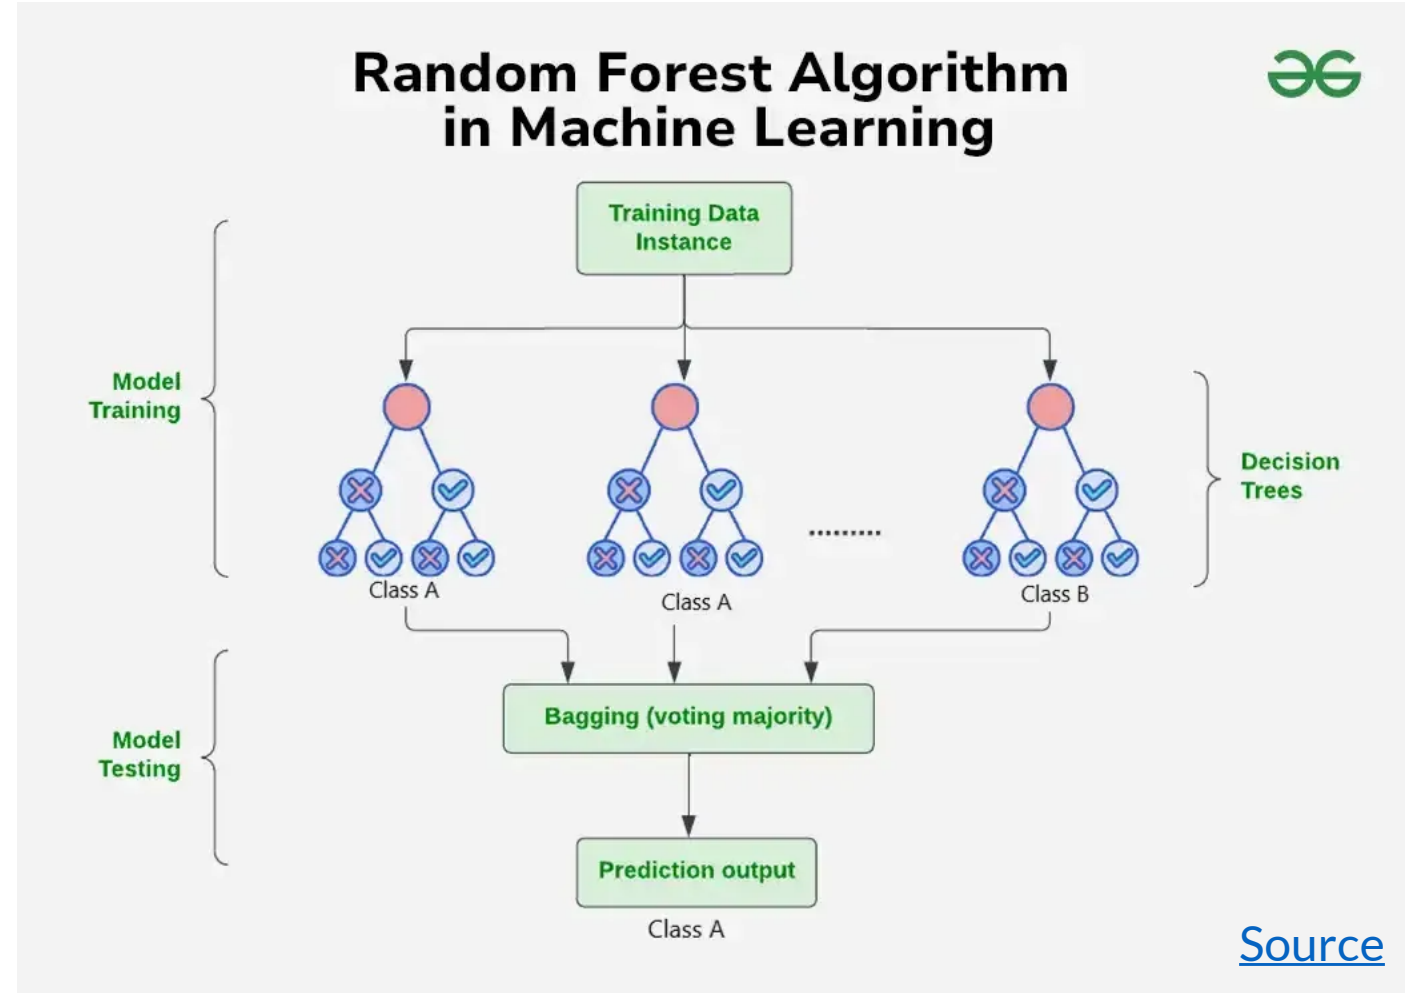 Random Forest Algorithm
in Machine Learning
Training Data
Instance
Model
Training
Decision
Trees
Class A
Class A
Class B
Bagging (voting majority)
Model
Testing
Prediction output
Class A
Source